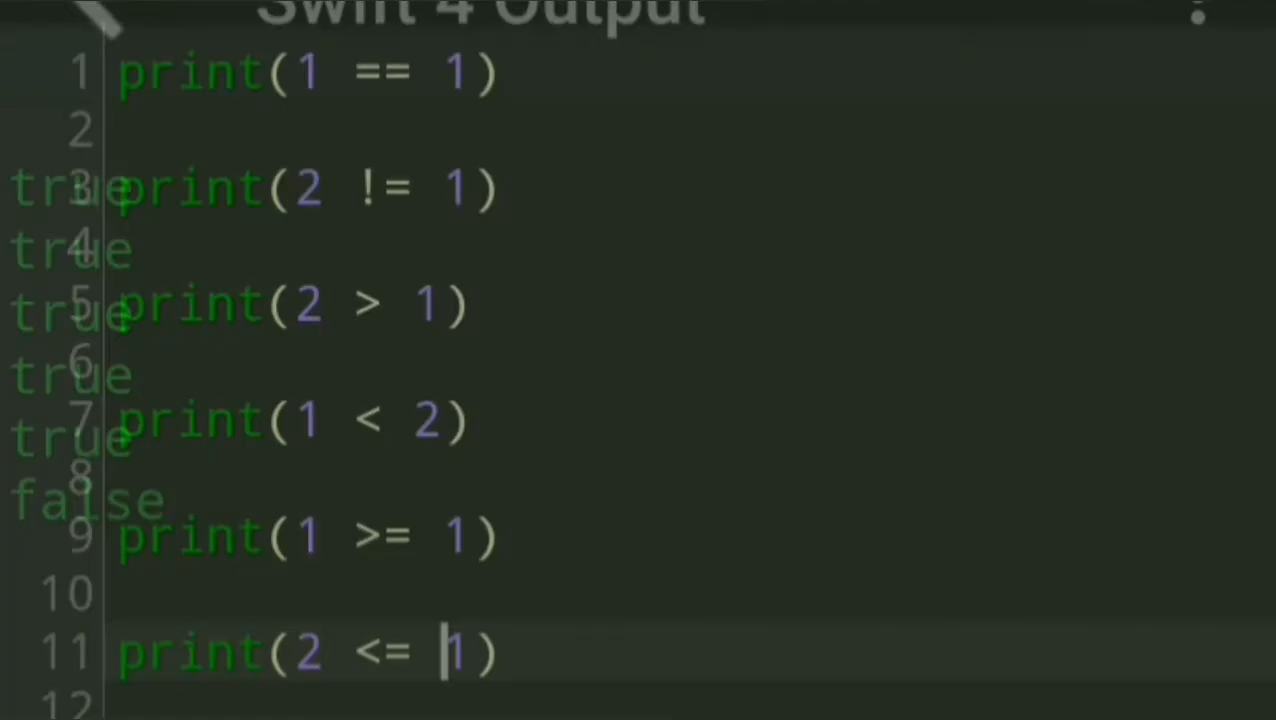 Swift 4 Output
1 print(1 == 1)
2
3 print(2 != 1)
4
5 print(2 > 1)
6
7 print(1 < 2)
8
9 print(1 >= 1)
10
11 print(2 <= 1)
12
true
true
true
true
true
false